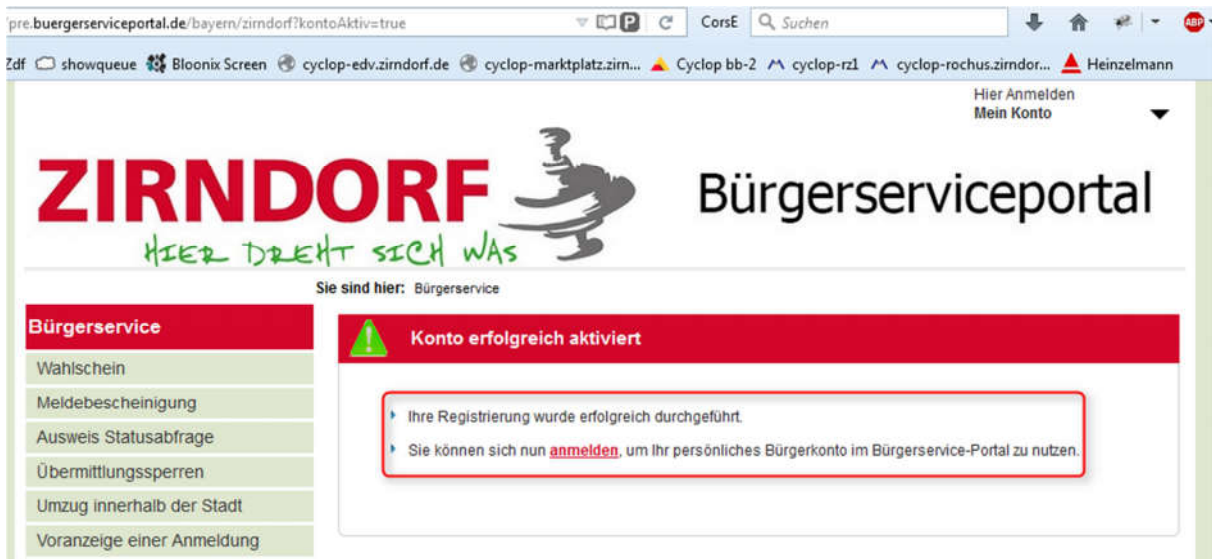 pre.buergerserviceportal.de/bayern/zirndorf?kontoAktiv=true CorsE Suchen ABP
Zdf showqueue Bloonix Screen cyclop-edv.zirndorf.de cyclop-marktplatz.zirn... Cyclop bb-2 cyclop-rz1 cyclop-rochus.zirndor... Heinzelmann
Hier Anmelden
Mein Konto
ZIRNDORF
HIER DREHT SICH WAS
Bürgerserviceportal
Sie sind hier: Bürgerservice
Bürgerservice
Wahlschein
Meldebescheinigung
Ausweis Statusabfrage
Übermittlungssperren
Umzug innerhalb der Stadt
Voranzeige einer Anmeldung
Konto erfolgreich aktiviert
Ihre Registrierung wurde erfolgreich durchgeführt.
Sie können sich nun anmelden, um Ihr persönliches Bürgerkonto im Bürgerservice-Portal zu nutzen.